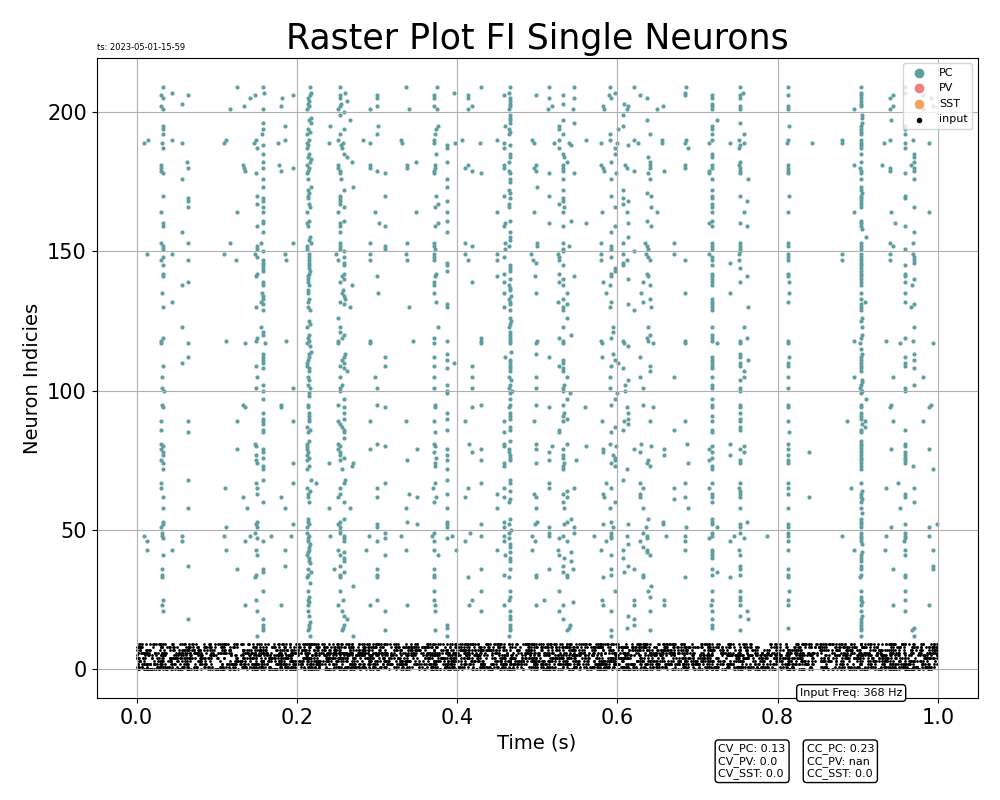 Raster Plot FI Single Neurons
ts: 2023-05-01-15-59
PC
PV
SST
input
200
150
100
50
0
Neuron Indicies
0.0 0.2 0.4 0.6 0.8 1.0
Time (s)
Input Freq: 368 Hz
CV_PC: 0.13
CV_PV: 0.0
CV_SST: 0.0
CC_PC: 0.23
CC_PV: nan
CC_SST: 0.0